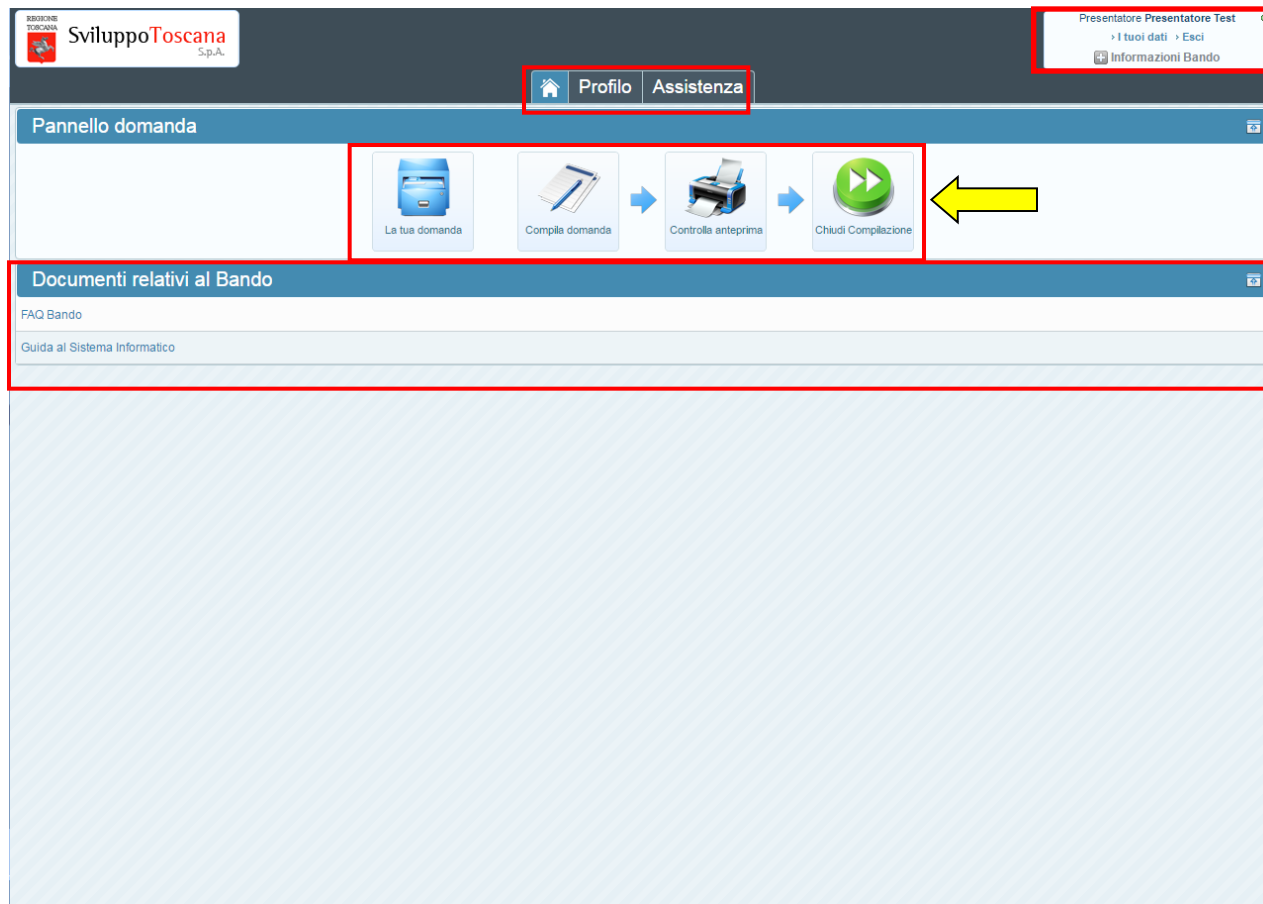 REGIONE
TOSCANA
SviluppoToscana
S.p.A.
Presentatore Presentatore Test
› I tuoi dati › Esci
Informazioni Bando
Profilo Assistenza
Pannello domanda
La tua domanda Compila domanda Controlla anteprima Chiudi Compilazione
Documenti relativi al Bando
FAQ Bando
Guida al Sistema Informatico